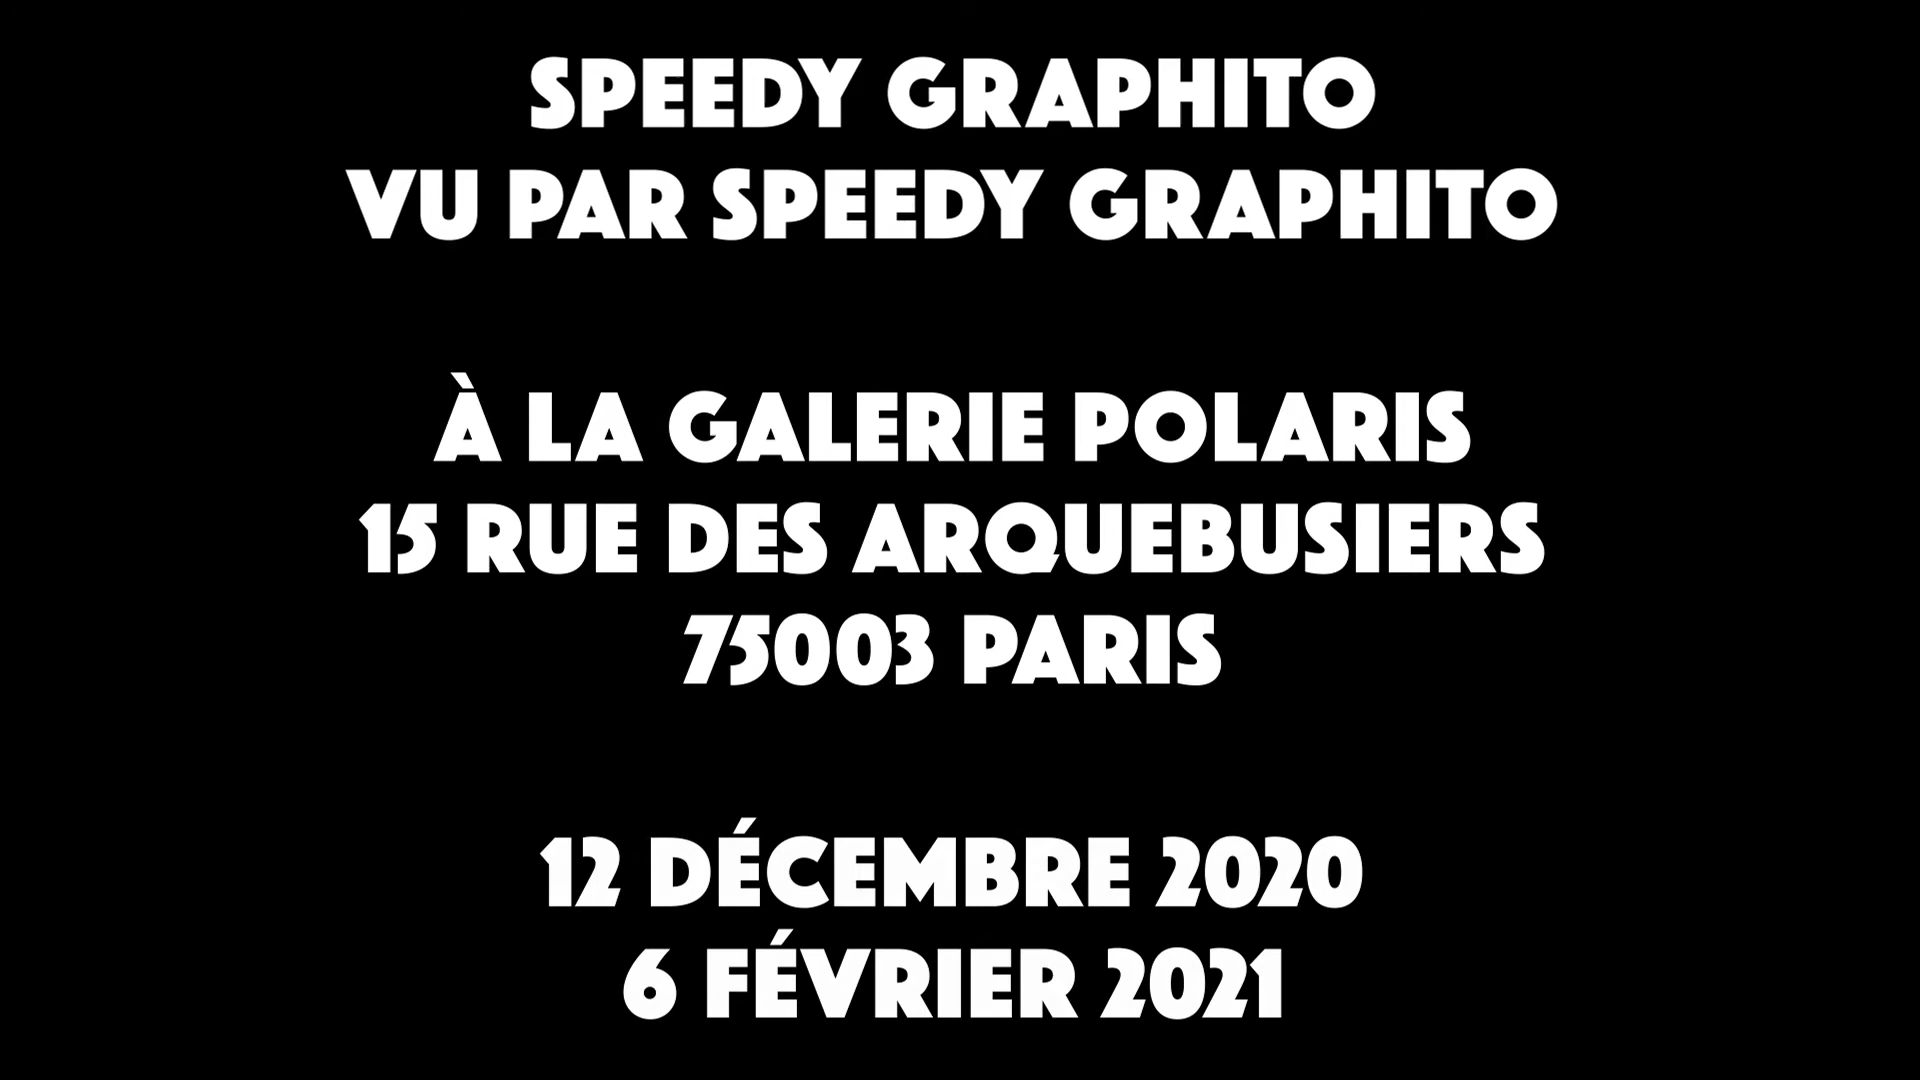 SPEEDY GRAPHITO
VU PAR SPEEDY GRAPHITO
À LA GALERIE POLARIS
15 RUE DES ARQUEBUSIERS
75003 PARIS
12 DÉCEMBRE 2020
6 FÉVRIER 2021